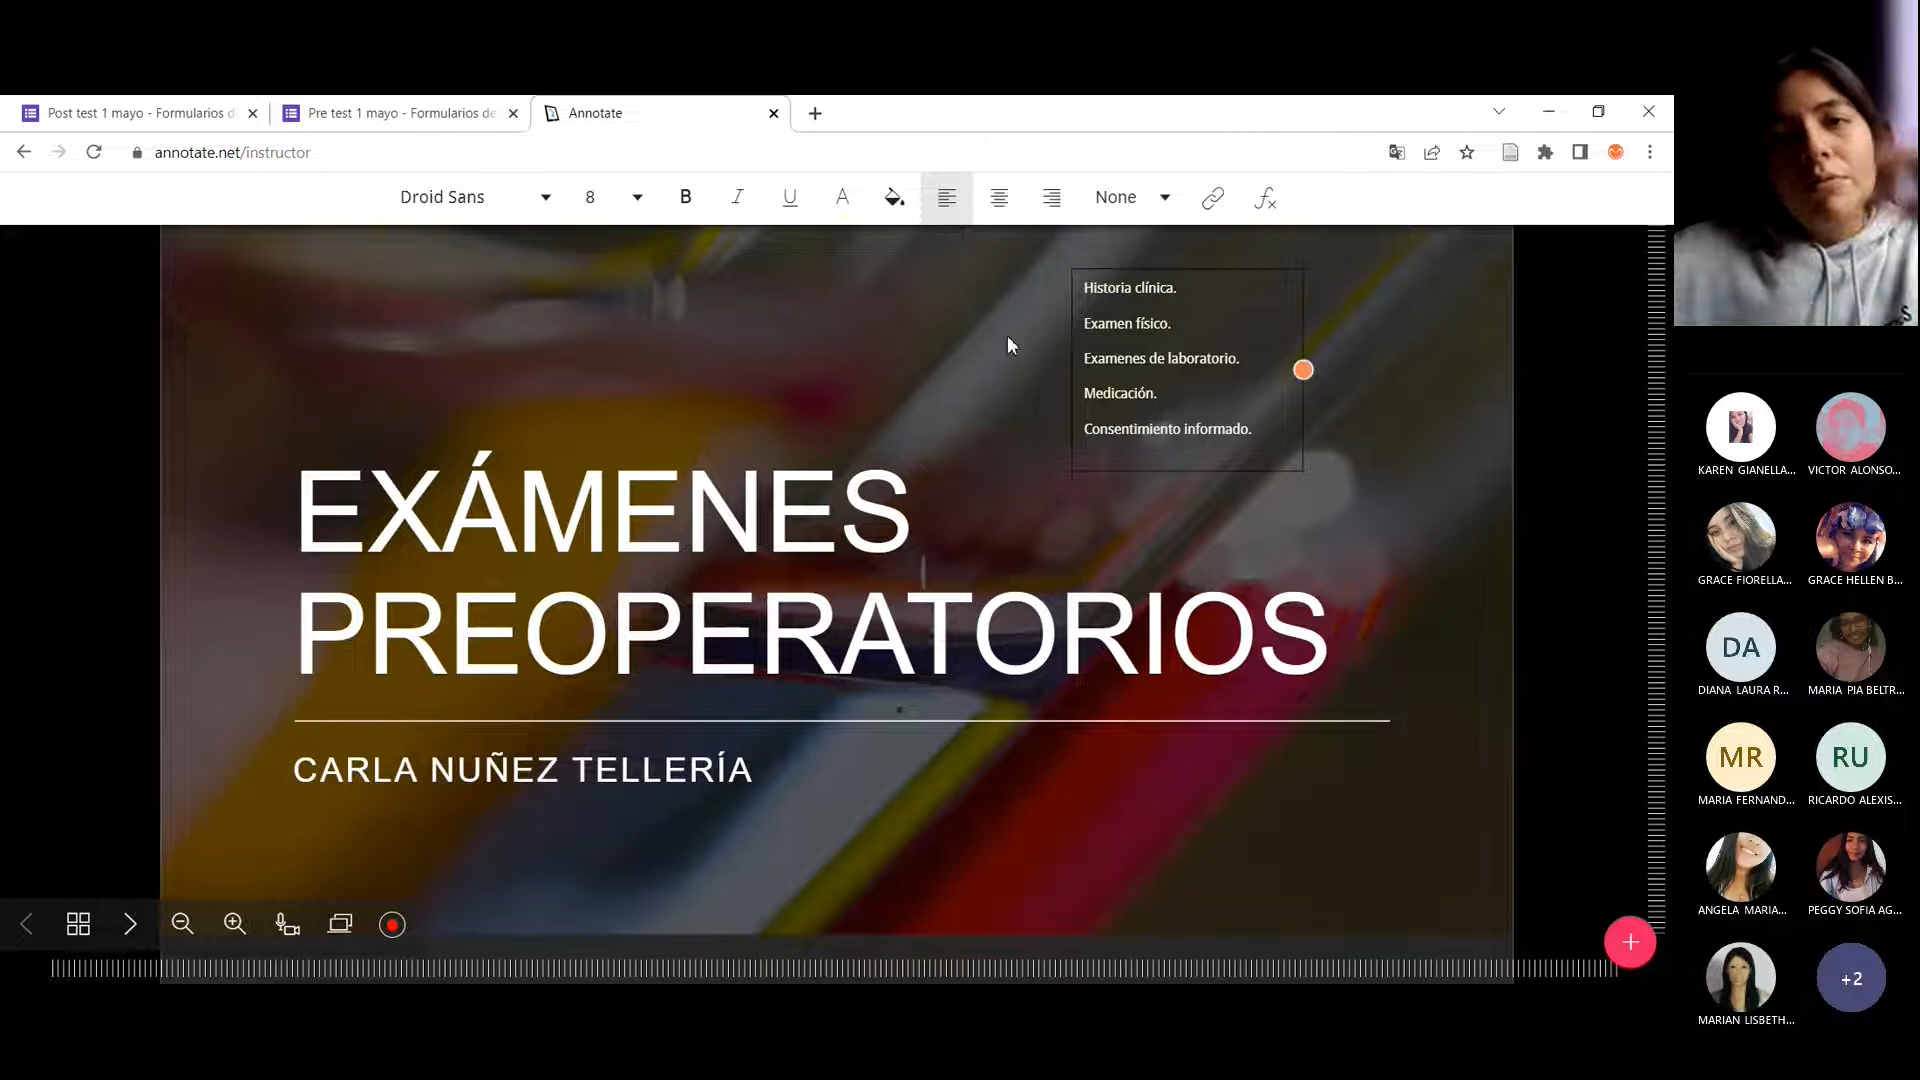 Post test 1 mayo - Formularios d
Pre test 1 mayo - Formularios de
Annotate
annotate.net/instructor
Droid Sans
8
B
I
U
A
None
fx
Historia clínica.
Examen físico.
Examenes de laboratorio.
Medicación.
Consentimiento informado.
EXÁMENES
PREOPERATORIOS
CARLA NUÑEZ TELLERÍA
KAREN GIANELLA...
VICTOR ALONSO...
GRACE FIORELLA...
GRACE HELLEN B...
DA
DIANA LAURA R...
MARIA PIA BELTR...
MR
RU
MARIA FERNAND...
RICARDO ALEXIS...
ANGELA MARIA...
PEGGY SOFIA AG...
+2
MARIAN LISBETH...